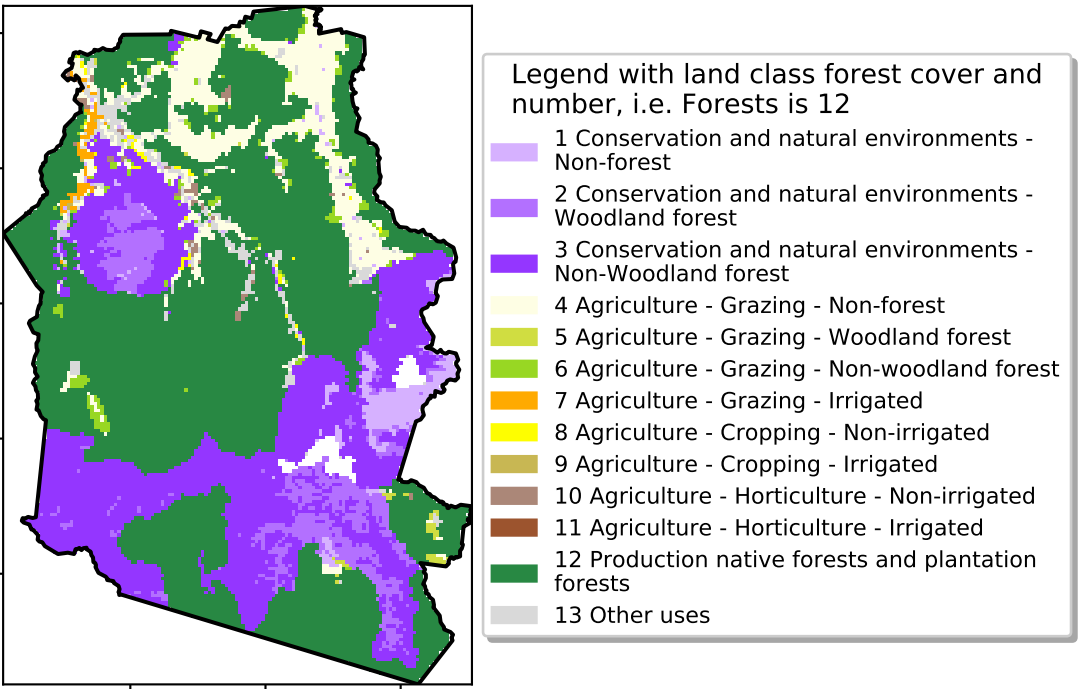 Legend with land class forest cover and
number, i.e. Forests is 12
1 Conservation and natural environments -
Non-forest
2 Conservation and natural environments -
Woodland forest
3 Conservation and natural environments -
Non-Woodland forest
4 Agriculture - Grazing - Non-forest
5 Agriculture - Grazing - Woodland forest
6 Agriculture - Grazing - Non-woodland forest
7 Agriculture - Grazing - Irrigated
8 Agriculture - Cropping - Non-irrigated
9 Agriculture - Cropping - Irrigated
10 Agriculture - Horticulture - Non-irrigated
11 Agriculture - Horticulture - Irrigated
12 Production native forests and plantation
forests
13 Other uses